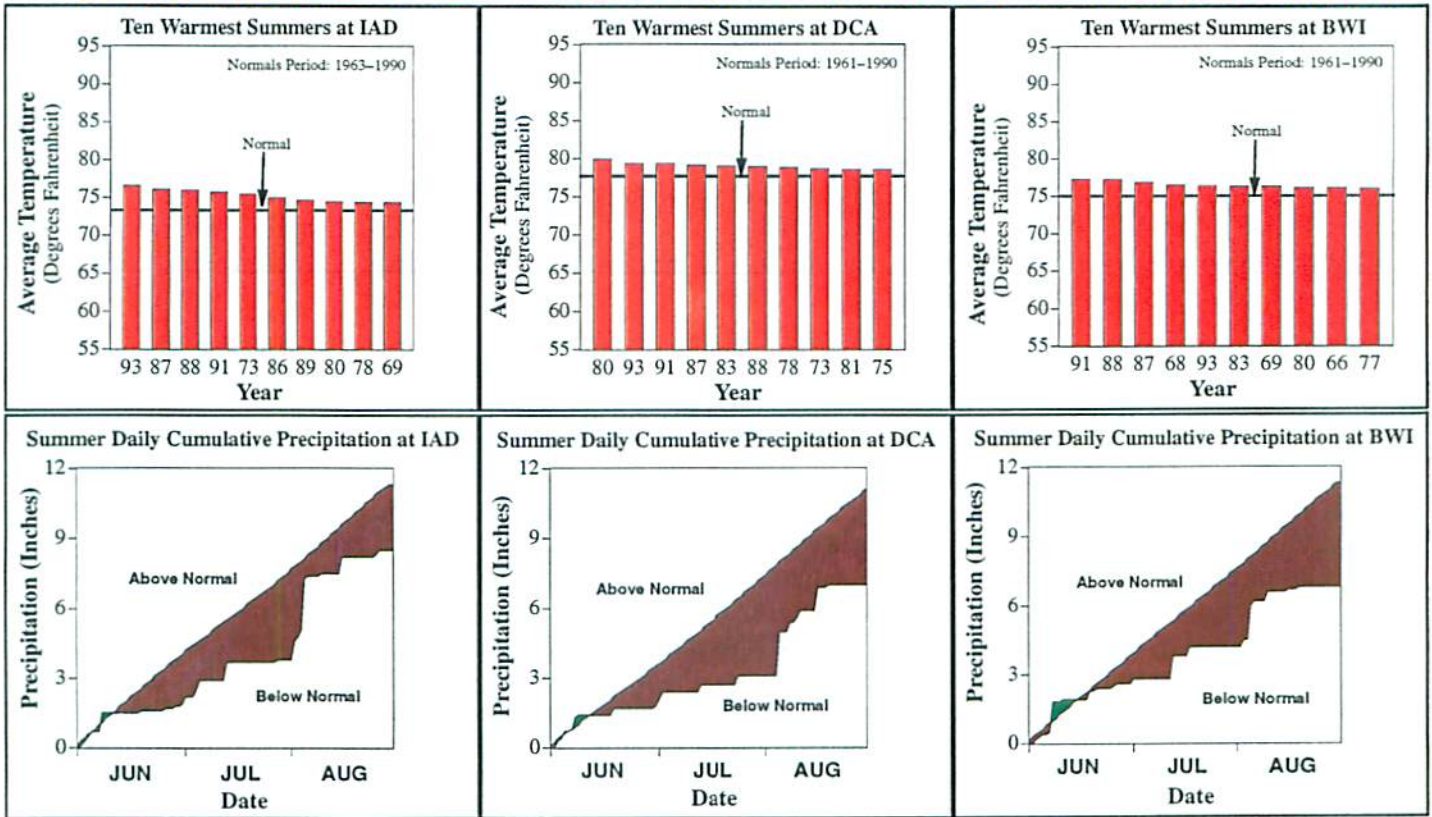 Ten Warmest Summers at IAD
Normals Period: 1963–1990
Normal
Average Temperature
(Degrees Fahrenheit)
95
90
85
80
75
70
65
60
55
93 87 88 91 73 86 89 80 78 69
Year
Ten Warmest Summers at DCA
Normals Period: 1961–1990
Normal
Average Temperature
(Degrees Fahrenheit)
95
90
85
80
75
70
65
60
55
80 93 91 87 83 88 78 73 81 75
Year
Ten Warmest Summers at BWI
Normals Period: 1961–1990
Normal
Average Temperature
(Degrees Fahrenheit)
95
90
85
80
75
70
65
60
55
91 88 87 68 93 83 69 80 66 77
Year
Summer Daily Cumulative Precipitation at IAD
Precipitation (Inches)
12
9
6
3
0
Above Normal
Below Normal
JUN JUL AUG
Date
Summer Daily Cumulative Precipitation at DCA
Precipitation (Inches)
12
9
6
3
0
Above Normal
Below Normal
JUN JUL AUG
Date
Summer Daily Cumulative Precipitation at BWI
Precipitation (Inches)
12
9
6
3
0
Above Normal
Below Normal
JUN JUL AUG
Date